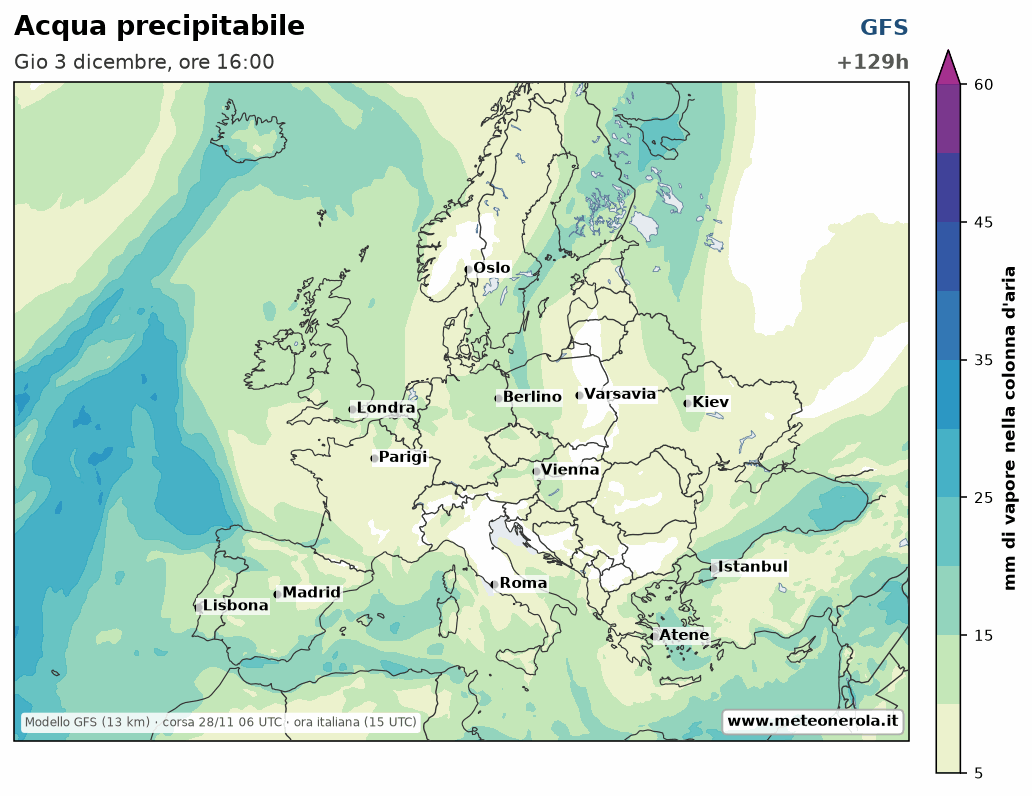 Acqua precipitabile
GFS
Gio 3 dicembre, ore 16:00
+129h
60
45
35
25
15
5
mm di vapore nella colonna d'aria
Oslo
Berlino
Varsavia
Kiev
Londra
Parigi
Vienna
Istanbul
Roma
Madrid
Lisbona
Atene
Modello GFS (13 km) · corsa 28/11 06 UTC · ora italiana (15 UTC)
www.meteonerola.it